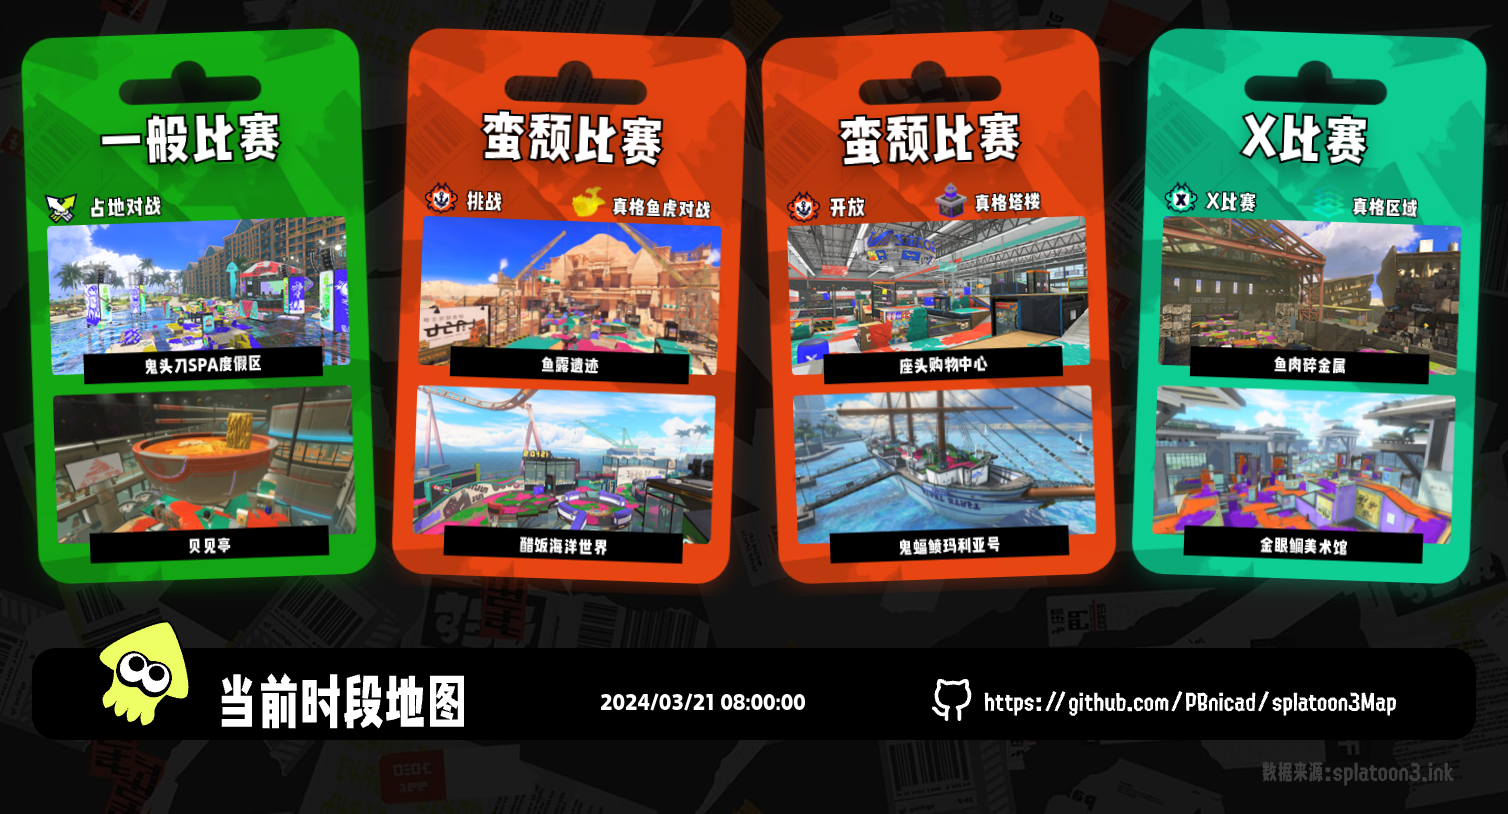 一般比赛
占地对战
鬼头刀SPA度假区
贝贝亭
蛮颓比赛
挑战
真格鱼虎对战
鱼露遗迹
醋饭海洋世界
蛮颓比赛
开放
真格塔楼
座头购物中心
鬼蝠鲼玛利亚号
X比赛
X比赛
真格区域
鱼肉碎金属
金眼鲷美术馆
当前时段地图
2024/03/21 08:00:00
https://github.com/PBnicad/splatoon3Map
数据来源:splatoon3.ink